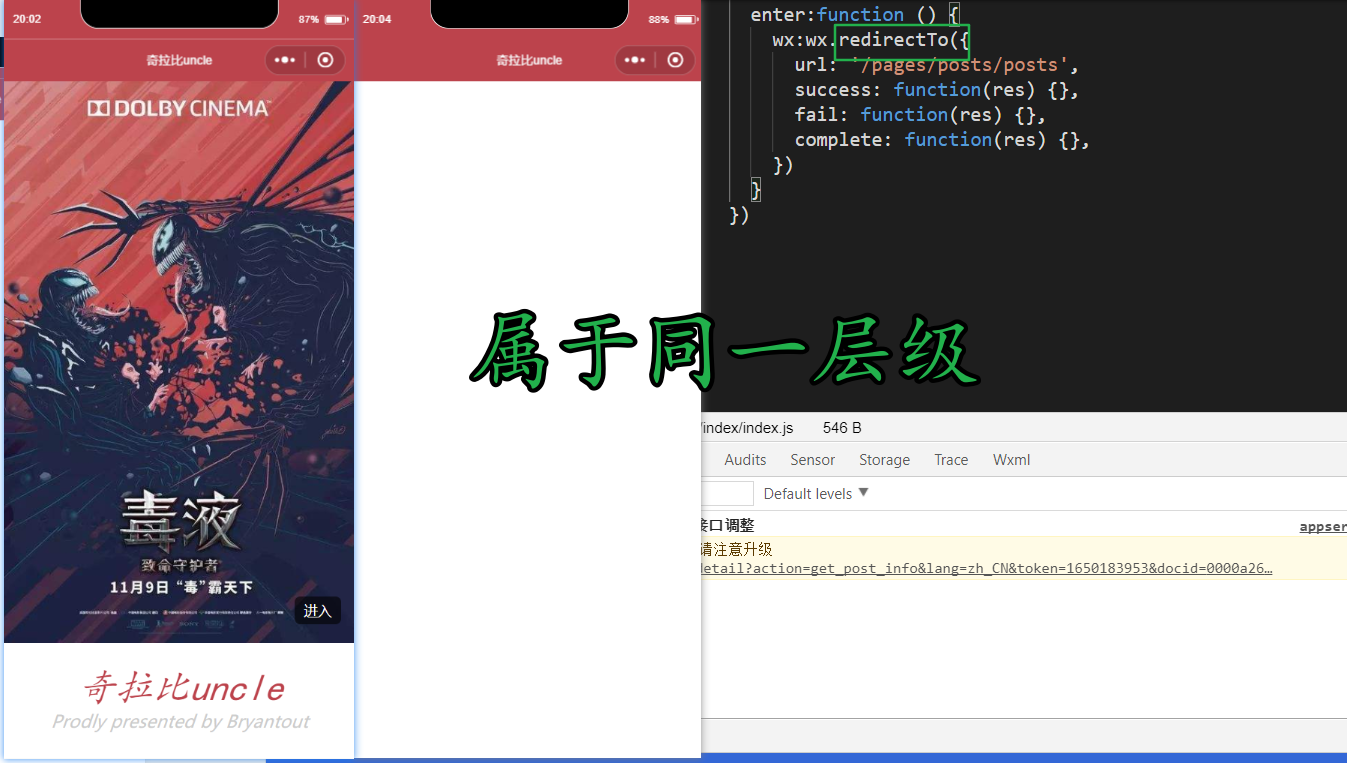 20:02
87%
奇拉比uncle
DOLBY CINEMA
毒液
致命守护者
11月9日 “毒”霸天下
进入
奇拉比uncle
Prodly presented by Bryantout
20:04
88%
奇拉比uncle
属于同一层级
enter:function () {
wx:wx.redirectTo({
url: '/pages/posts/posts',
success: function(res) {},
fail: function(res) {},
complete: function(res) {},
})
}
})
/index/index.js 546 B
Audits Sensor Storage Trace Wxml
Default levels ▼
接口调整 appser
请注意升级
detail?action=get_post_info&lang=zh_CN&token=1650183953&docid=0000a26…